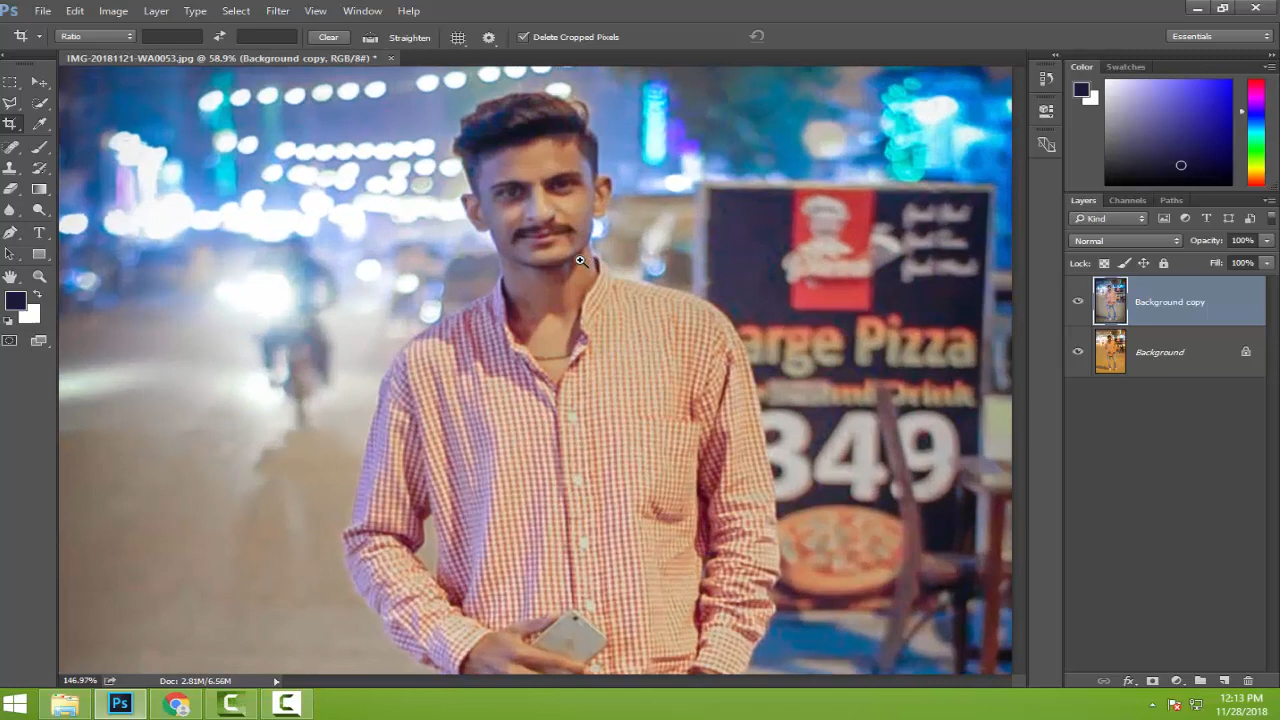 Ps File Edit Image Layer Type Select Filter View Window Help
Ratio Clear Straighten Delete Cropped Pixels Essentials
IMG-20181121-WA0053.jpg @ 58.9% (Background copy, RGB/8#) *
Color Swatches
Layers Channels Paths
Kind
Normal Opacity: 100%
Lock: Fill: 100%
Background copy
Background
arge Pizza
Drink
349
146.97% Doc: 2.81M/6.56M
Ps
12:13 PM
11/28/2018